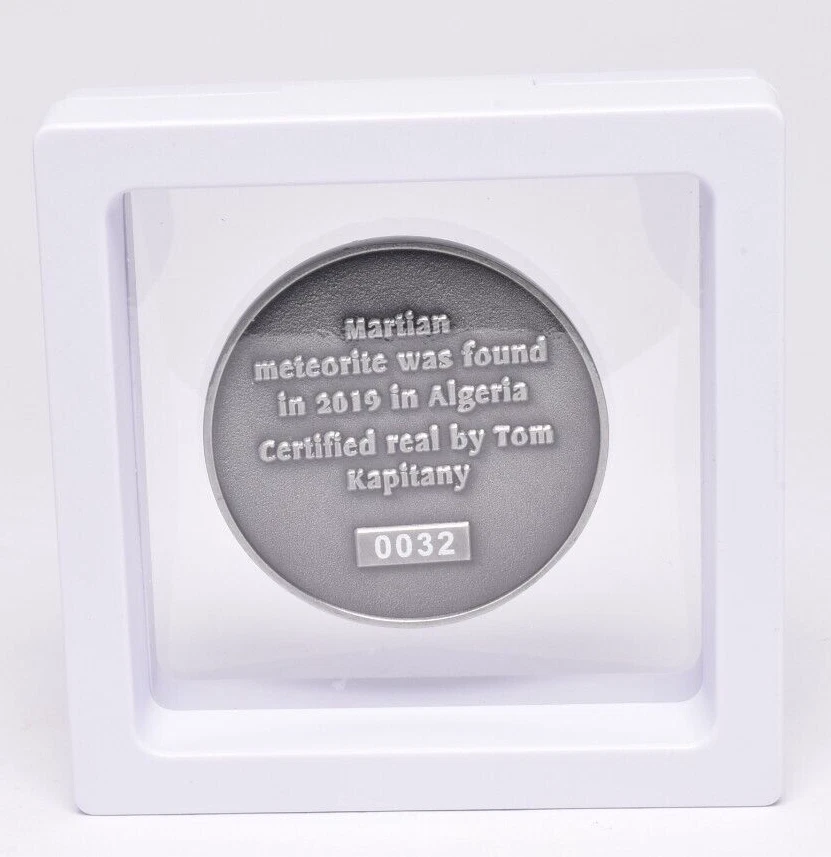 Martian
meteorite was found
in 2019 in Algeria
Certified real by Tom
Kapitany
0032